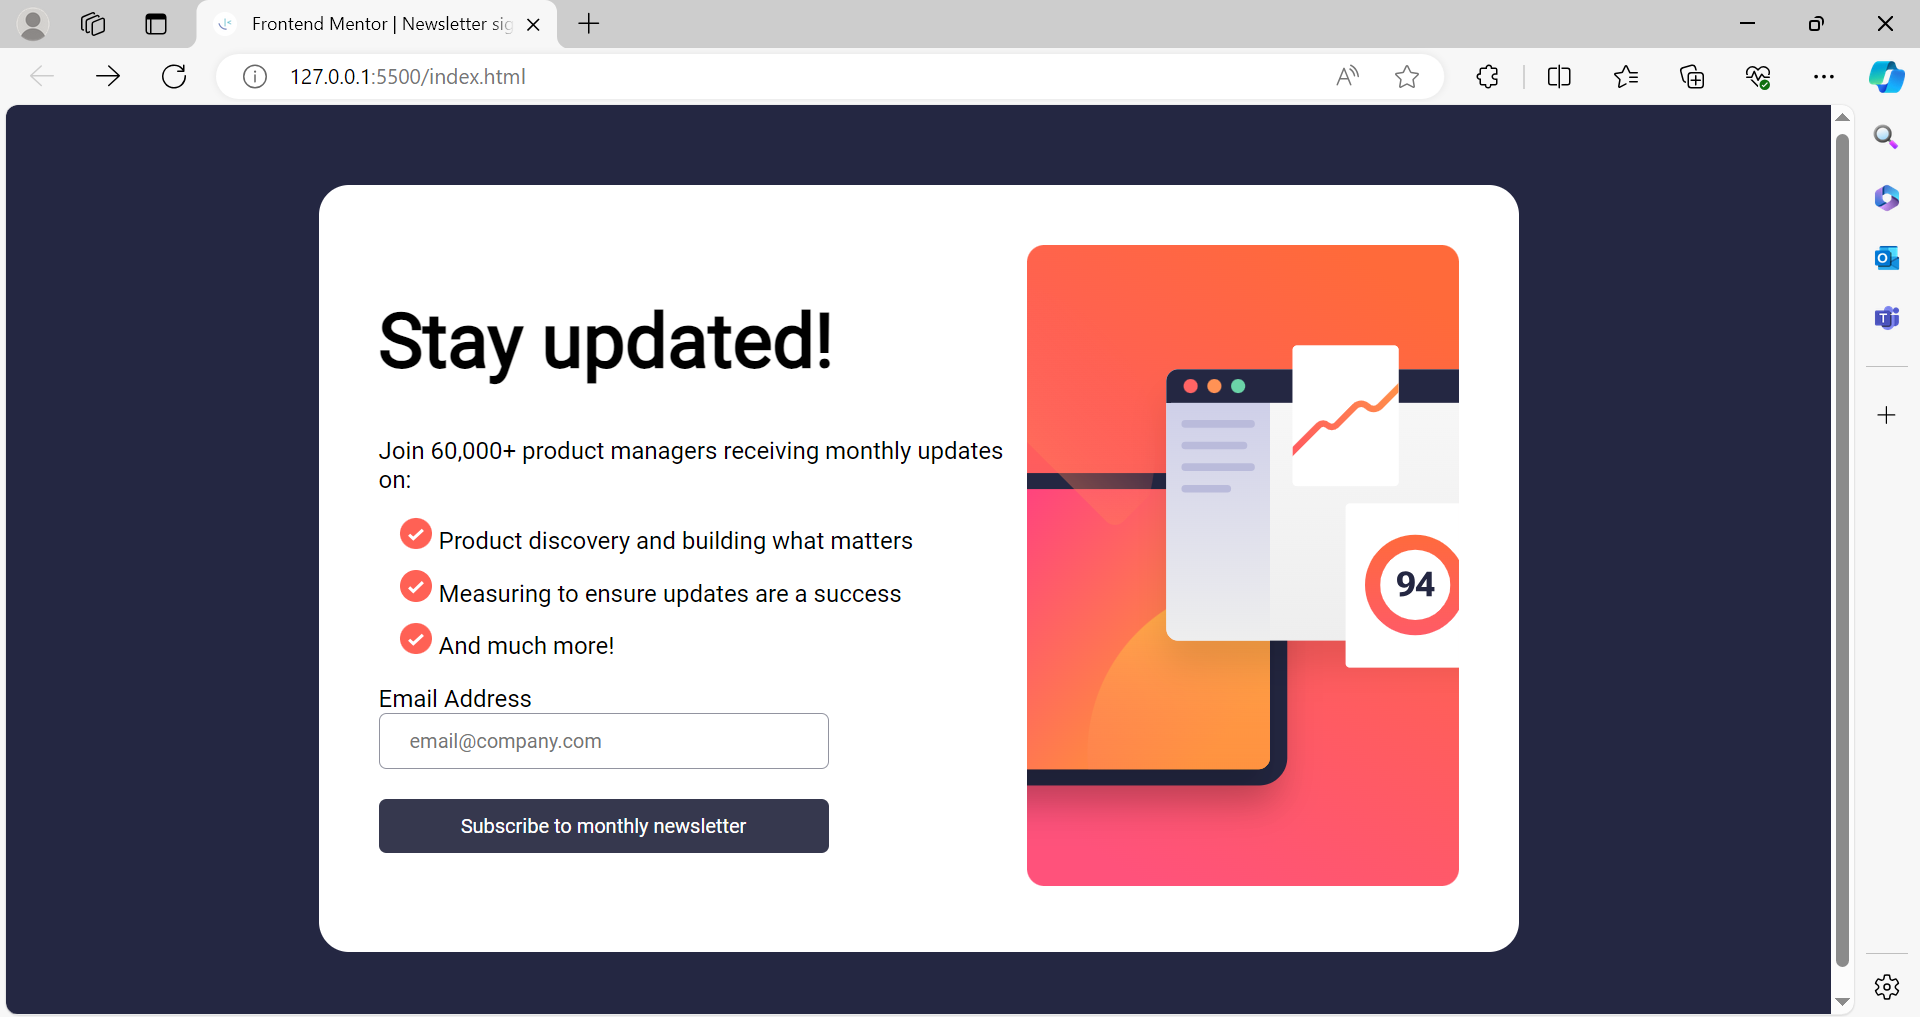 Frontend Mentor | Newsletter sig
127.0.0.1:5500/index.html
Stay updated!
Join 60,000+ product managers receiving monthly updates
on:
Product discovery and building what matters
Measuring to ensure updates are a success
And much more!
Email Address
email@company.com
Subscribe to monthly newsletter
94